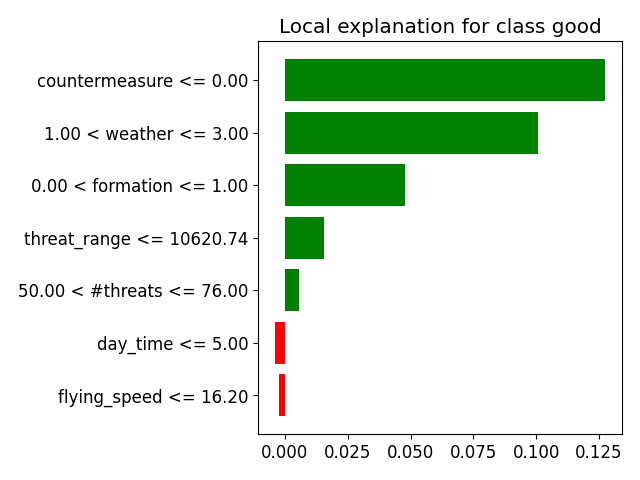 Local explanation for class good
countermeasure <= 0.00
1.00 < weather <= 3.00
0.00 < formation <= 1.00
threat_range <= 10620.74
50.00 < #threats <= 76.00
day_time <= 5.00
flying_speed <= 16.20
0.000 0.025 0.050 0.075 0.100 0.125